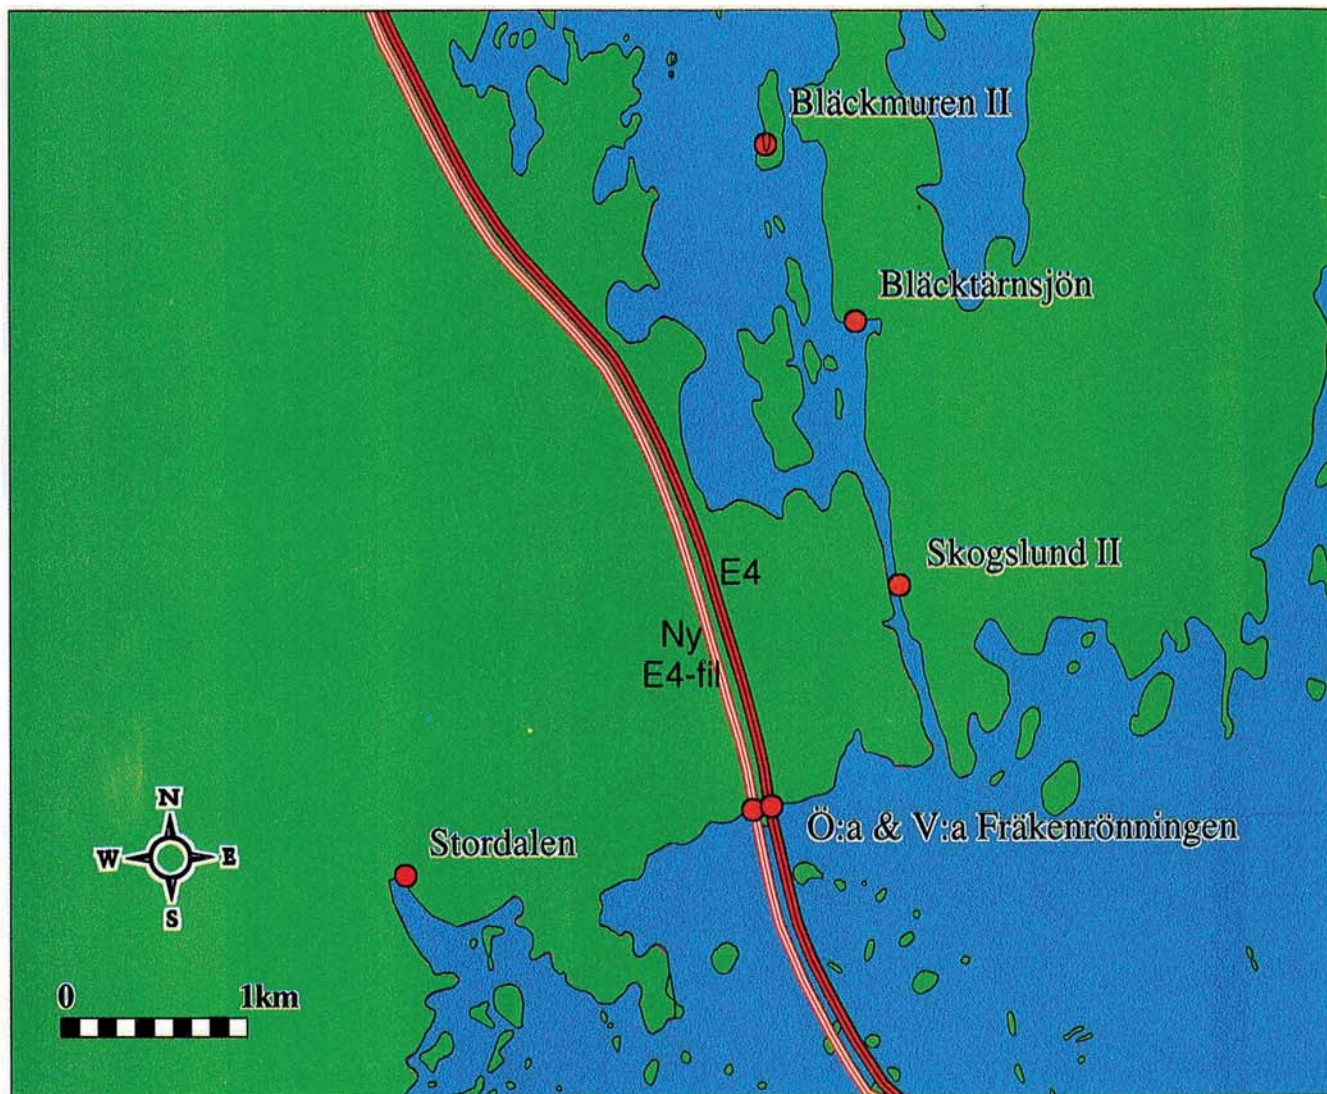 Bläckmuren II
Bläcktärnsjön
Skogslund II
E4
Ny
E4-fil
Ö:a & V:a Fräkenrönningen
Stordalen
N
W E
S
0 1km